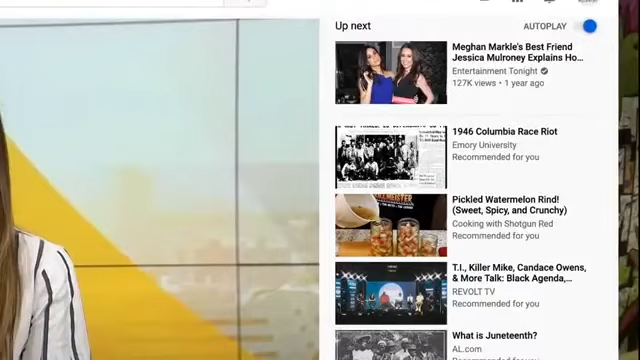 Up next
AUTOPLAY
Meghan Markle's Best Friend
Jessica Mulroney Explains Ho...
Entertainment Tonight
127K views • 1 year ago
1946 Columbia Race Riot
Emory University
Recommended for you
Pickled Watermelon Rind!
(Sweet, Spicy, and Crunchy)
Cooking with Shotgun Red
Recommended for you
T.I., Killer Mike, Candace Owens,
& More Talk: Black Agenda,...
REVOLT TV
Recommended for you
What is Juneteenth?
AL.com
Recommended for you